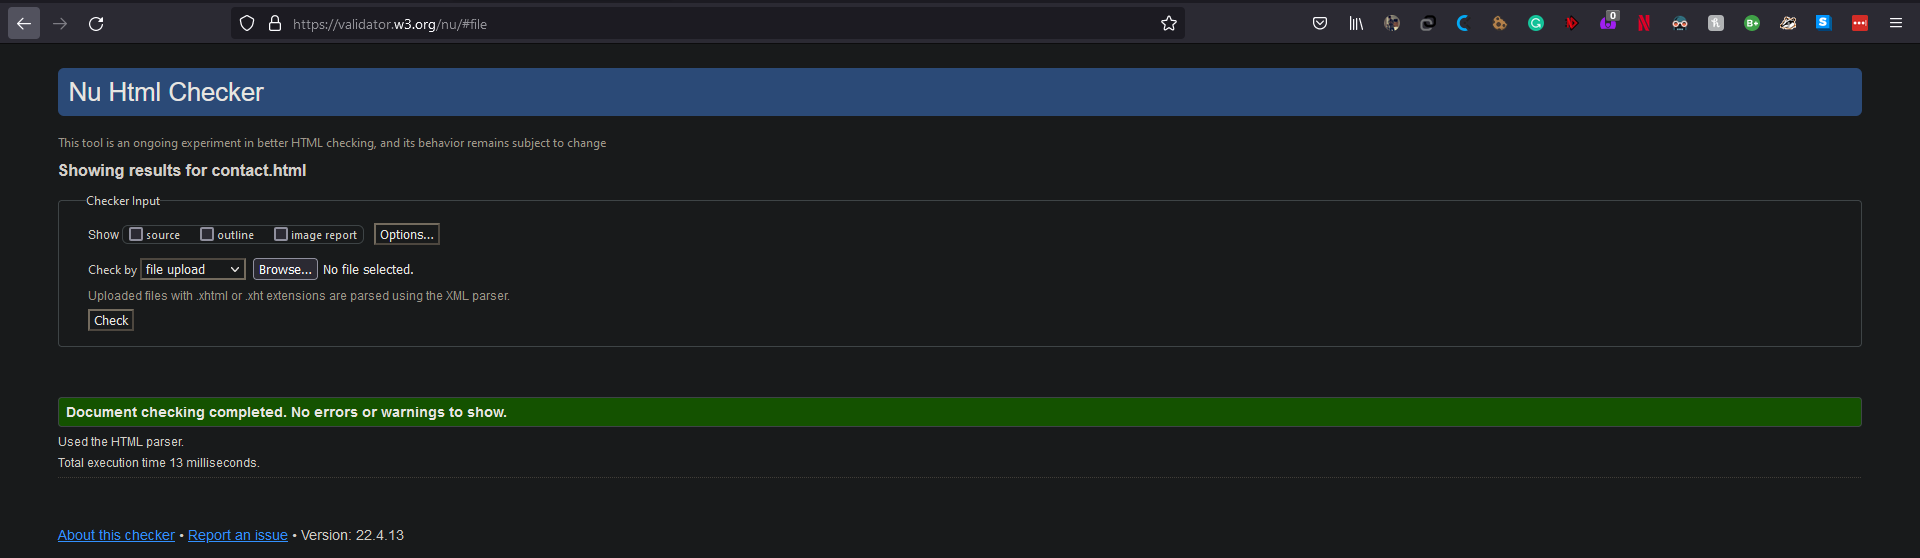 https://validator.w3.org/nu/#file
0
Nu Html Checker
This tool is an ongoing experiment in better HTML checking, and its behavior remains subject to change
Showing results for contact.html
Checker Input
Show source outline image report Options...
Check by file upload Browse... No file selected.
Uploaded files with .xhtml or .xht extensions are parsed using the XML parser.
Check
Document checking completed. No errors or warnings to show.
Used the HTML parser.
Total execution time 13 milliseconds.
About this checker • Report an issue • Version: 22.4.13